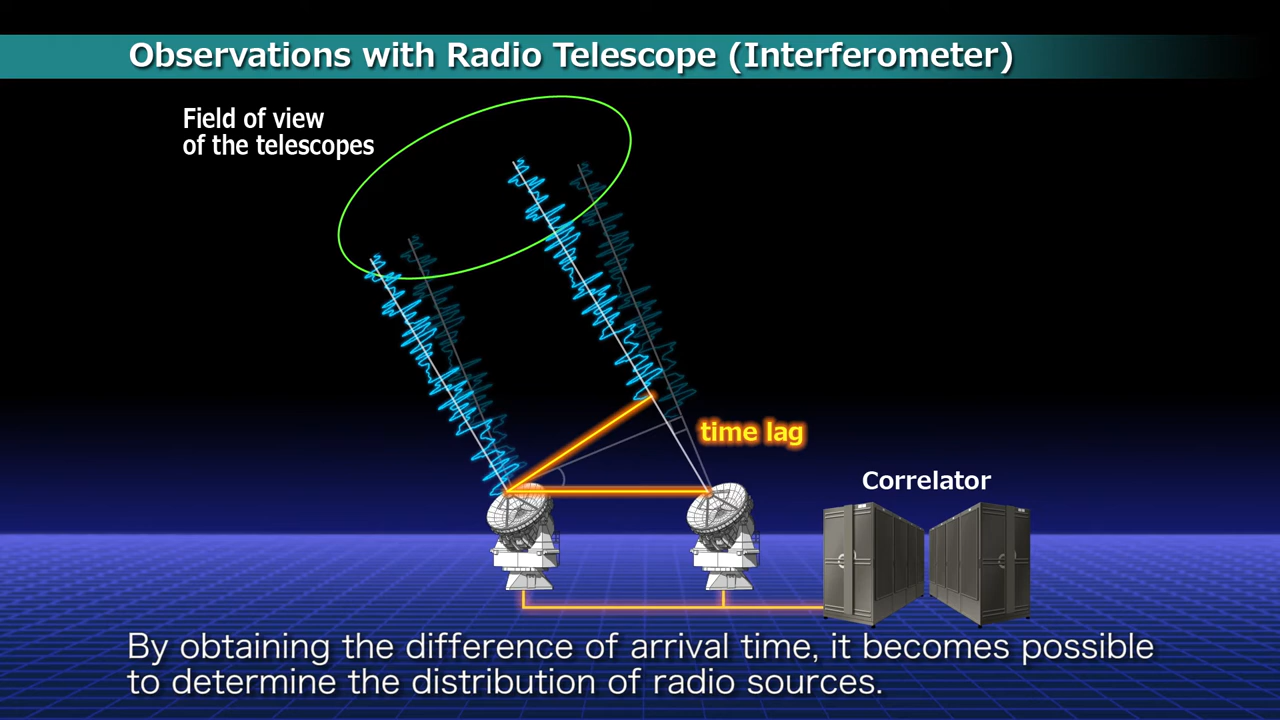 Observations with Radio Telescope (Interferometer)
Field of view
of the telescopes
time lag
Correlator
By obtaining the difference of arrival time, it becomes possible
to determine the distribution of radio sources.